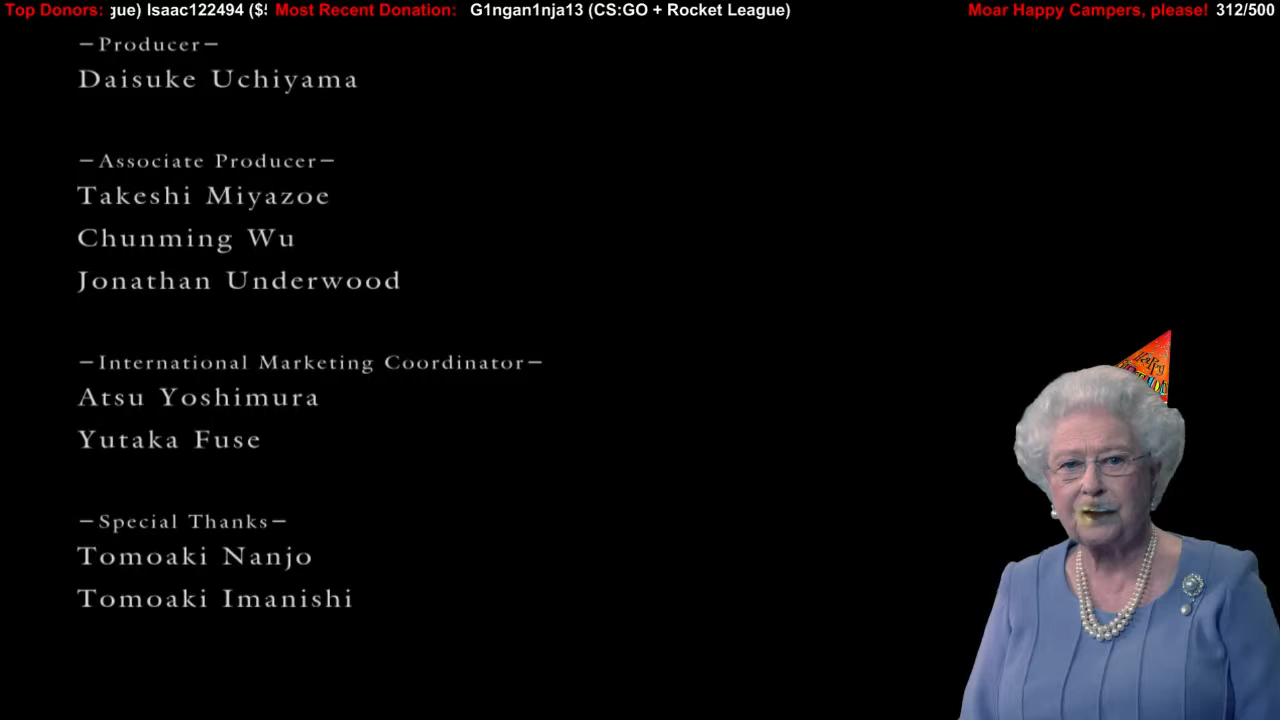 Top Donors: gue) Isaac122494 ($ Most Recent Donation: G1ngan1nja13 (CS:GO + Rocket League) Moar Happy Campers, please! 312/500
—Producer—
Daisuke Uchiyama
—Associate Producer—
Takeshi Miyazoe
Chunming Wu
Jonathan Underwood
—International Marketing Coordinator—
Atsu Yoshimura
Yutaka Fuse
—Special Thanks—
Tomoaki Nanjo
Tomoaki Imanishi
Happy